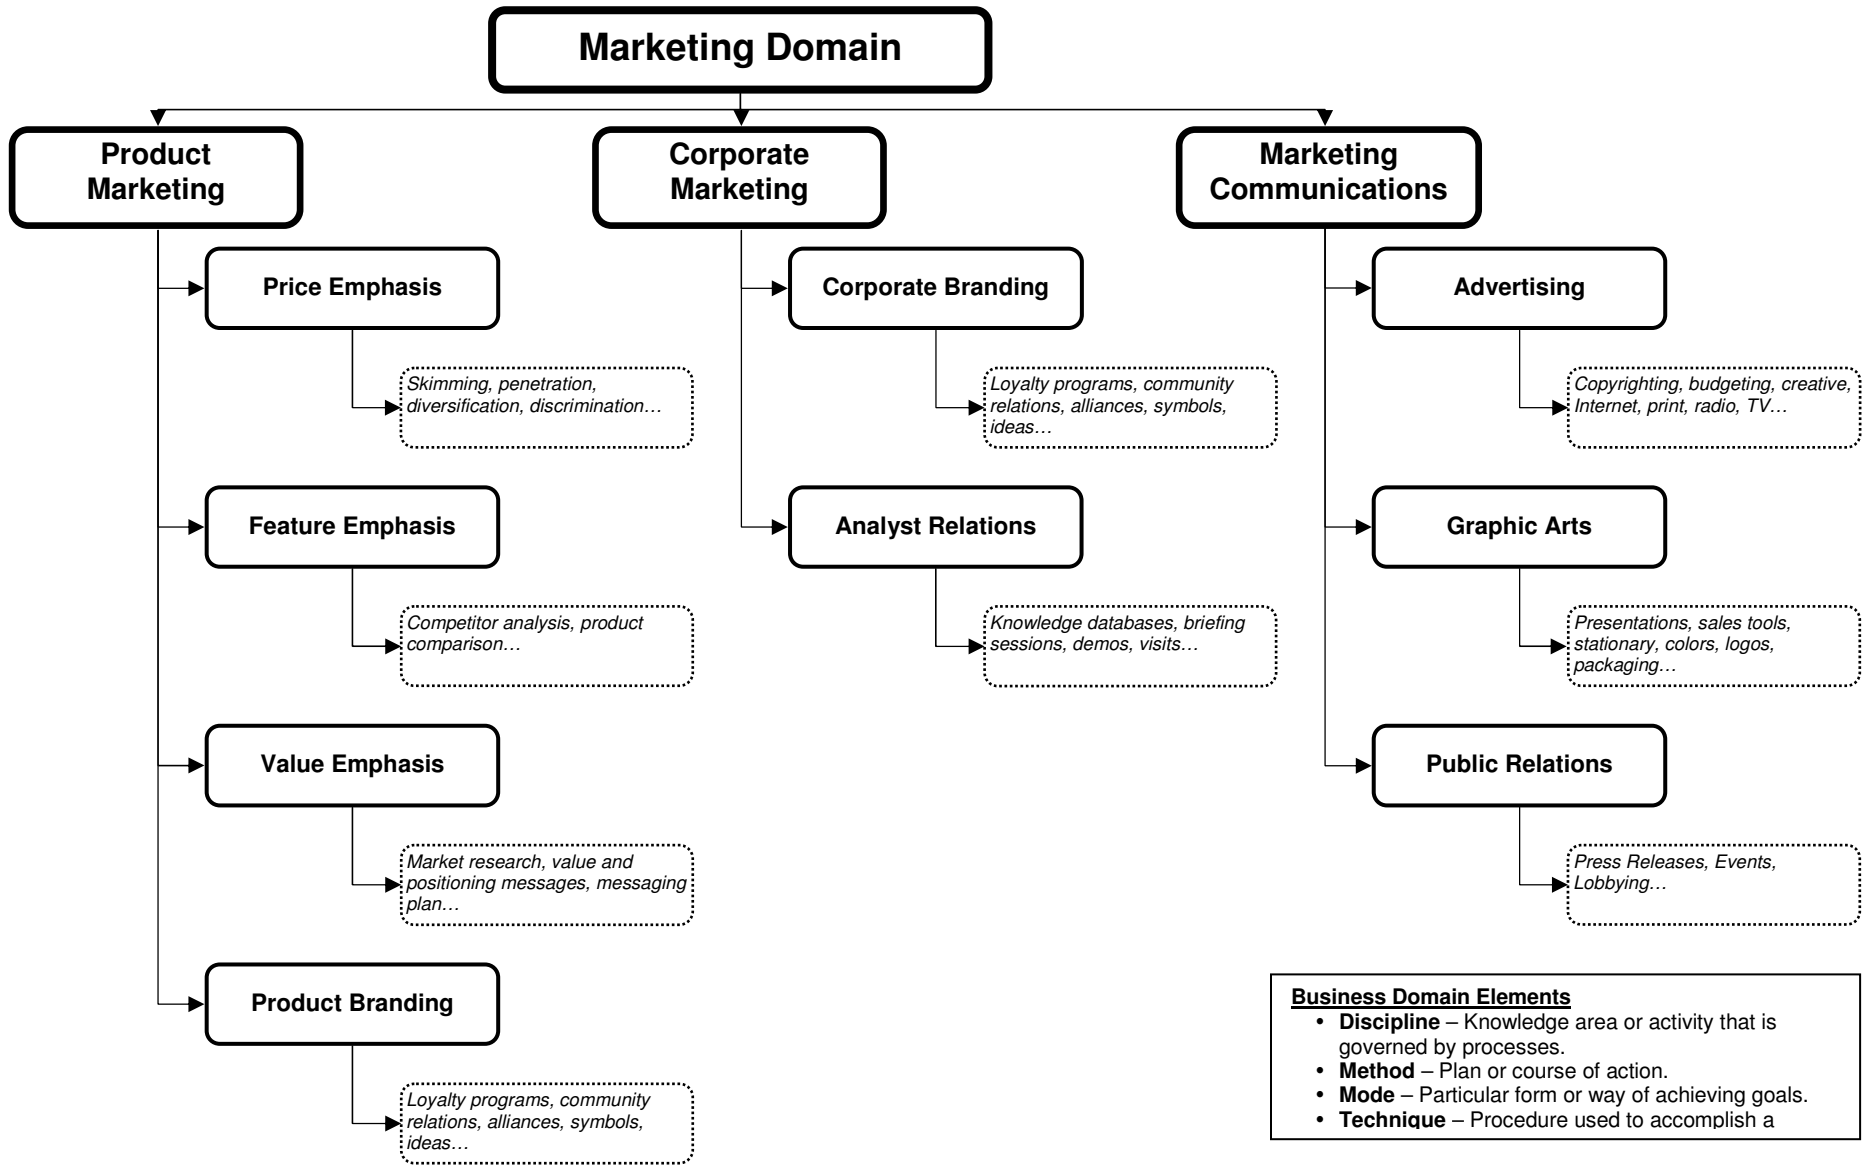 Marketing Domain
Product
Marketing
Corporate
Marketing
Marketing
Communications
Price Emphasis
Skimming, penetration,
diversification, discrimination…
Feature Emphasis
Competitor analysis, product
comparison…
Value Emphasis
Market research, value and
positioning messages, messaging
plan…
Product Branding
Loyalty programs, community
relations, alliances, symbols,
ideas…
Corporate Branding
Loyalty programs, community
relations, alliances, symbols,
ideas…
Analyst Relations
Knowledge databases, briefing
sessions, demos, visits…
Advertising
Copyrighting, budgeting, creative,
Internet, print, radio, TV…
Graphic Arts
Presentations, sales tools,
stationary, colors, logos,
packaging…
Public Relations
Press Releases, Events,
Lobbying…
Business Domain Elements
• Discipline – Knowledge area or activity that is
governed by processes.
• Method – Plan or course of action.
• Mode – Particular form or way of achieving goals.
• Technique – Procedure used to accomplish a